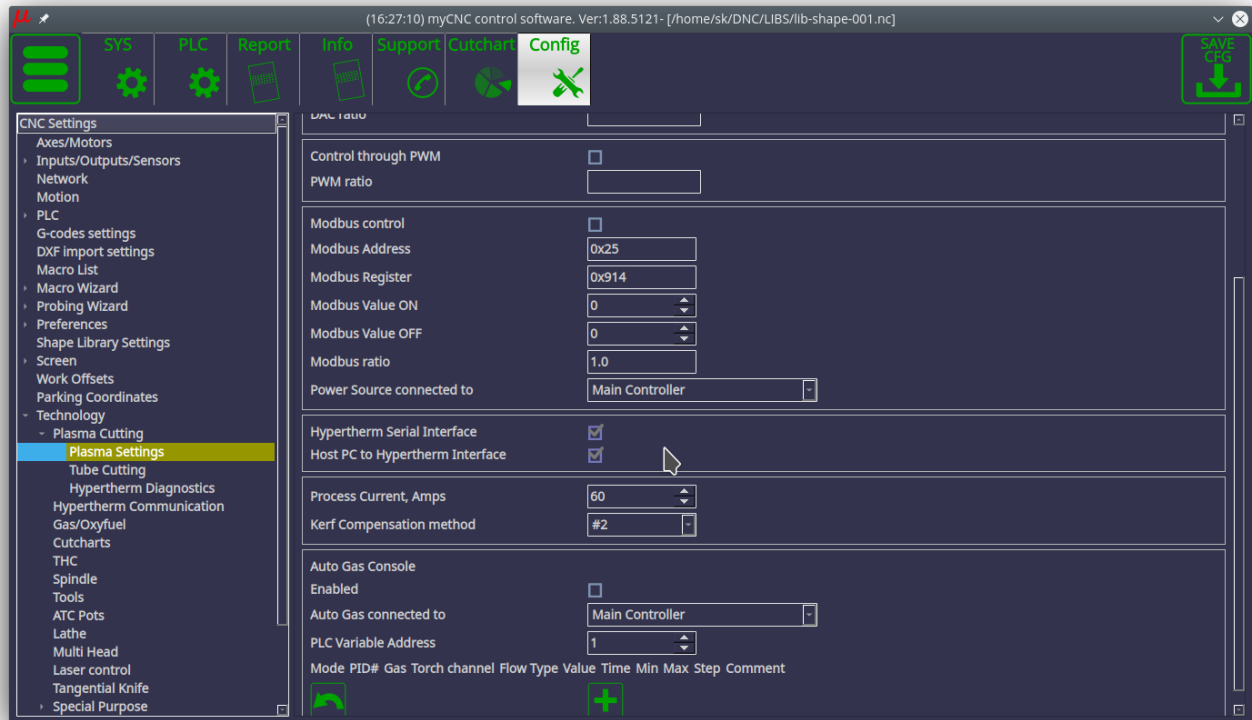 (16:27:10) myCNC control software. Ver:1.88.5121- [/home/sk/DNC/LIBS/lib-shape-001.nc]
SYS PLC Report Info Support Cutchart Config SAVE CFG
CNC Settings
Axes/Motors
Inputs/Outputs/Sensors
Network
Motion
PLC
G-codes settings
DXF import settings
Macro List
Macro Wizard
Probing Wizard
Preferences
Shape Library Settings
Screen
Work Offsets
Parking Coordinates
Technology
Plasma Cutting
Plasma Settings
Tube Cutting
Hypertherm Diagnostics
Hypertherm Communication
Gas/Oxyfuel
Cutcharts
THC
Spindle
Tools
ATC Pots
Lathe
Multi Head
Laser control
Tangential Knife
Special Purpose
DAC ratio
Control through PWM
PWM ratio
Modbus control
Modbus Address 0x25
Modbus Register 0x914
Modbus Value ON 0
Modbus Value OFF 0
Modbus ratio 1.0
Power Source connected to Main Controller
Hypertherm Serial Interface
Host PC to Hypertherm Interface
Process Current, Amps 60
Kerf Compensation method #2
Auto Gas Console
Enabled
Auto Gas connected to Main Controller
PLC Variable Address 1
Mode PID# Gas Torch channel Flow Type Value Time Min Max Step Comment